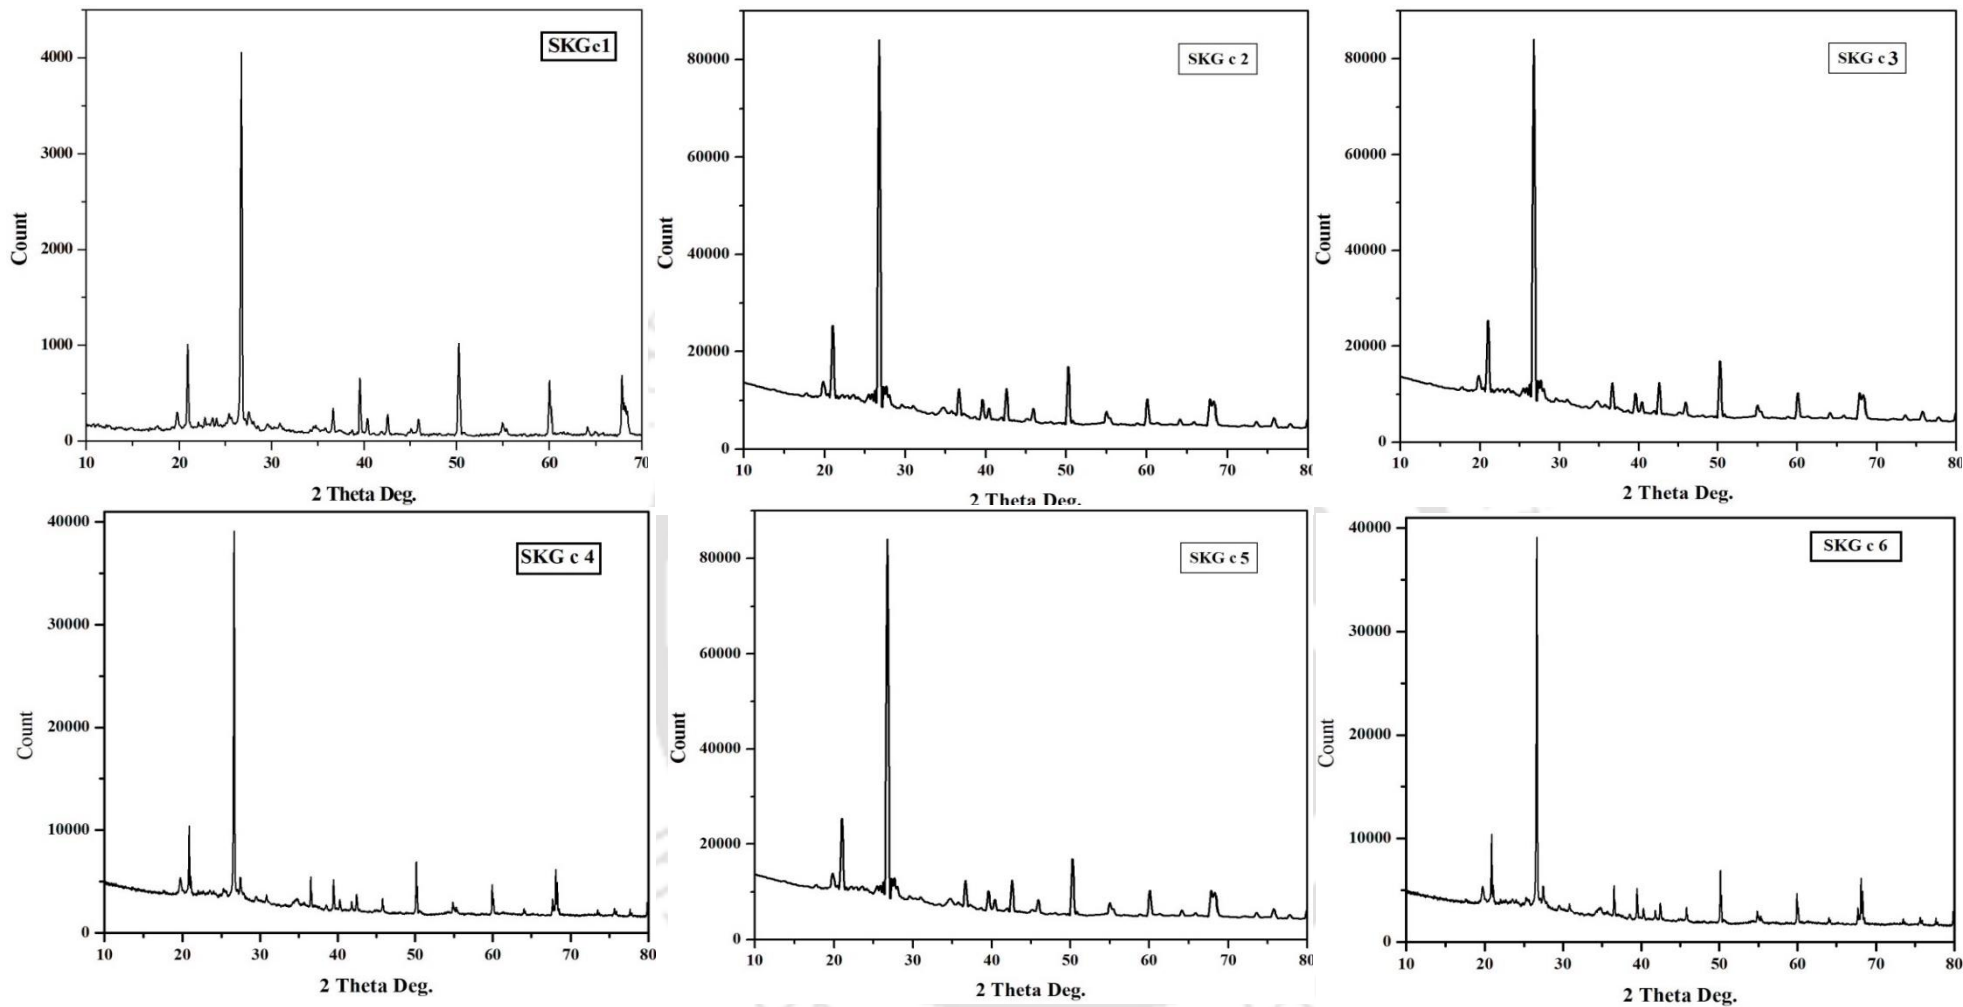 SKGc1
4000
3000
2000
1000
0
Count
10 20 30 40 50 60 70
2 Theta Deg.
SKG c 2
80000
60000
40000
20000
0
Count
10 20 30 40 50 60 70 80
2 Theta Deg.
SKG c 3
80000
60000
40000
20000
0
Count
10 20 30 40 50 60 70 80
2 Theta Deg.
SKG c 4
40000
30000
20000
10000
0
Count
10 20 30 40 50 60 70 80
2 Theta Deg.
SKG c 5
80000
60000
40000
20000
0
Count
10 20 30 40 50 60 70 80
2 Theta Deg.
SKG c 6
40000
30000
20000
10000
0
Count
10 20 30 40 50 60 70 80
2 Theta Deg.